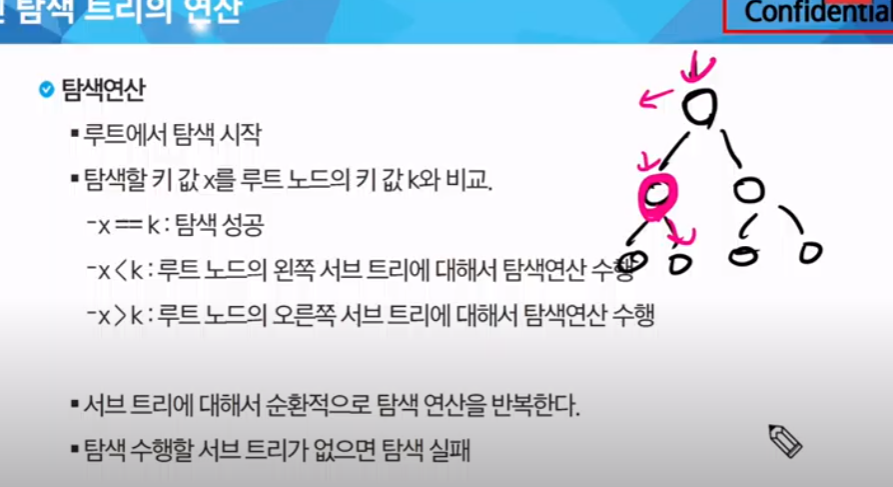 탐색 트리의 연산
Confidential
탐색연산
▪ 루트에서 탐색 시작
▪ 탐색할 키 값 x를 루트 노드의 키 값 k와 비교.
-x == k : 탐색 성공
-x < k : 루트 노드의 왼쪽 서브 트리에 대해서 탐색연산 수행
-x > k : 루트 노드의 오른쪽 서브 트리에 대해서 탐색연산 수행
▪ 서브 트리에 대해서 순환적으로 탐색 연산을 반복한다.
▪ 탐색 수행할 서브 트리가 없으면 탐색 실패